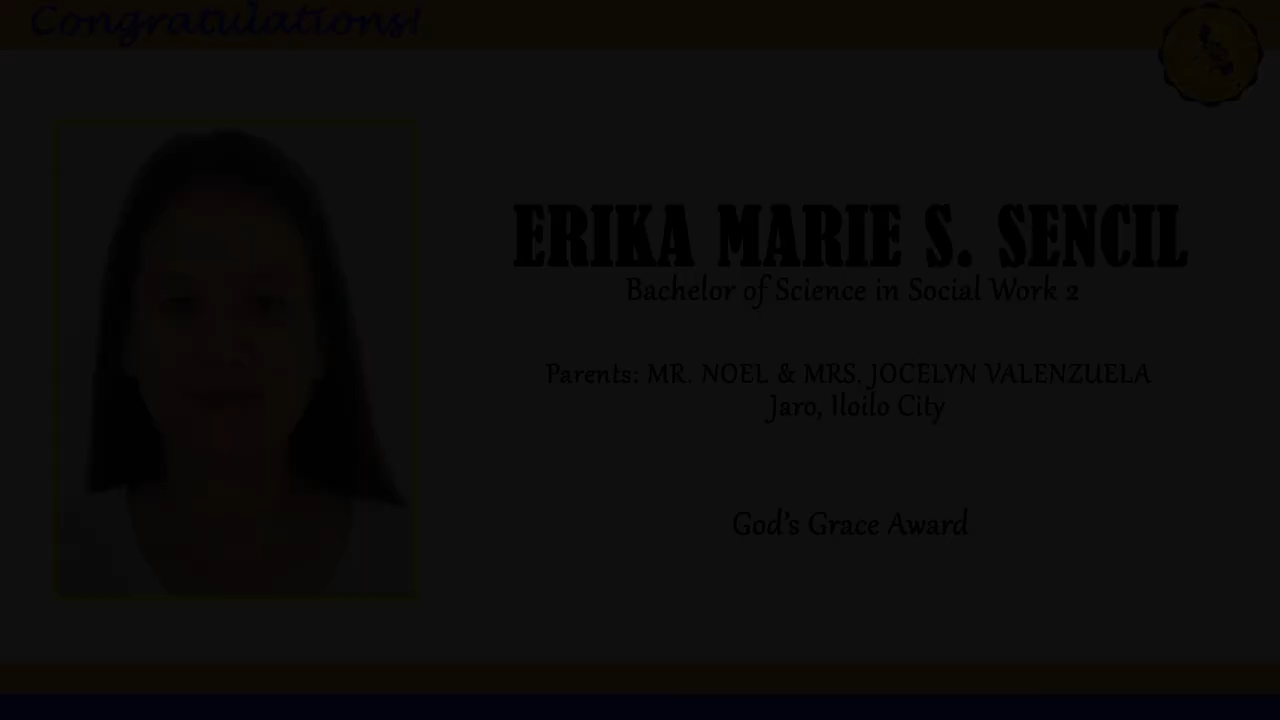 Congratulations!
ERIKA MARIE S. SENCIL
Bachelor of Science in Social Work 2
Parents: MR. NOEL & MRS. JOCELYN VALENZUELA
Jaro, Iloilo City
God's Grace Award